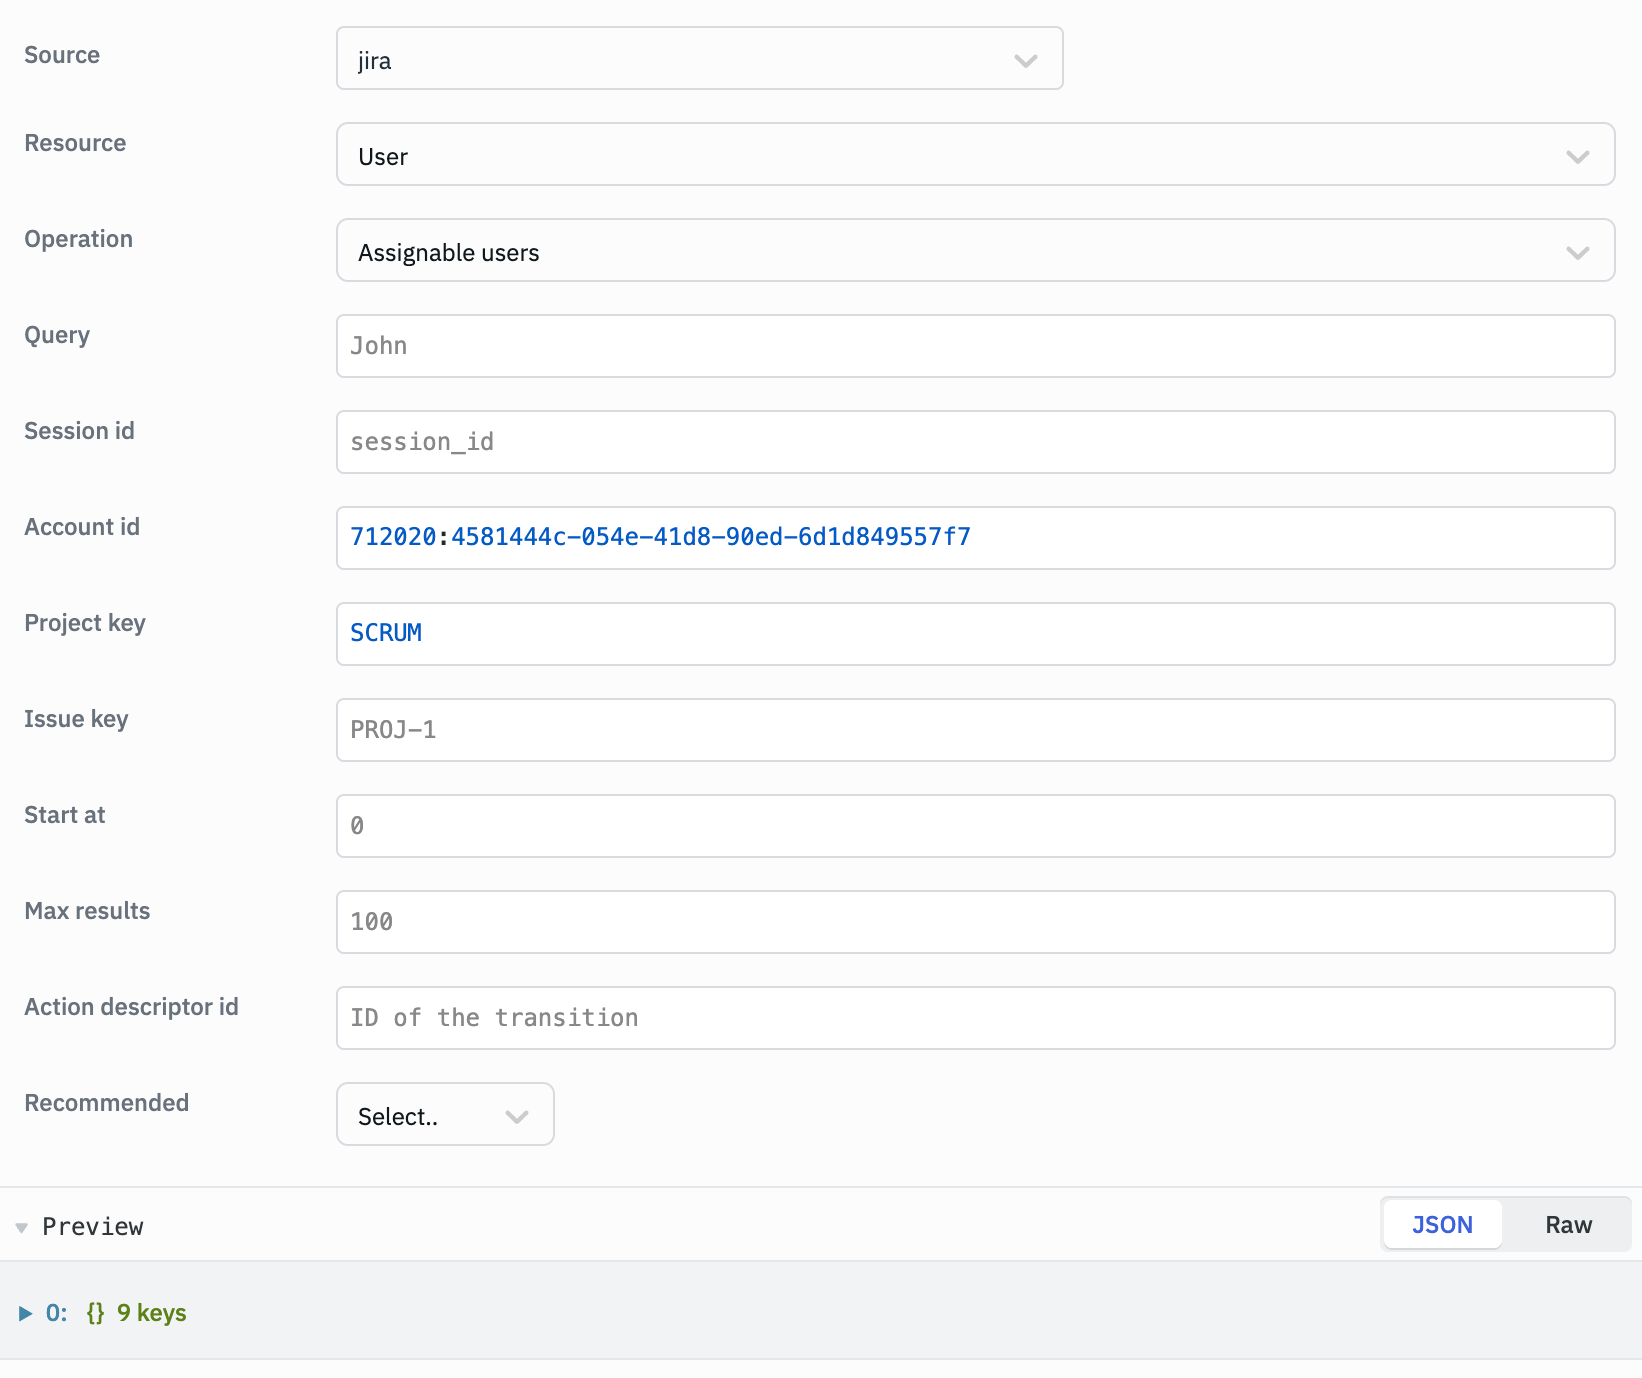 Source
jira
Resource
User
Operation
Assignable users
Query
John
Session id
session_id
Account id
712020:4581444c-054e-41d8-90ed-6d1d849557f7
Project key
SCRUM
Issue key
PROJ-1
Start at
0
Max results
100
Action descriptor id
ID of the transition
Recommended
Select..
Preview
JSON Raw
0: {} 9 keys